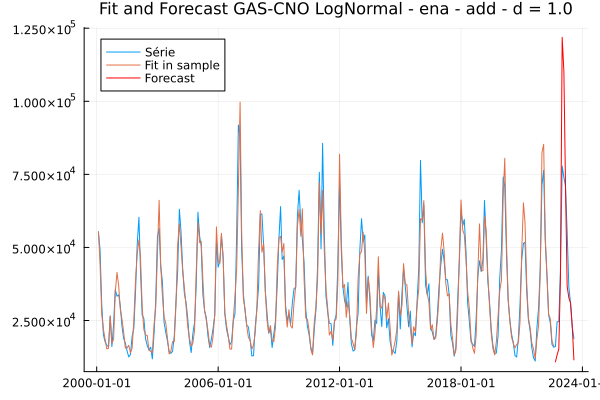 Fit and Forecast GAS-CNO LogNormal - ena - add - d = 1.0
Série
Fit in sample
Forecast
1.250×10⁵
1.000×10⁵
7.500×10⁴
5.000×10⁴
2.500×10⁴
2000-01-01 2006-01-01 2012-01-01 2018-01-01 2024-01-